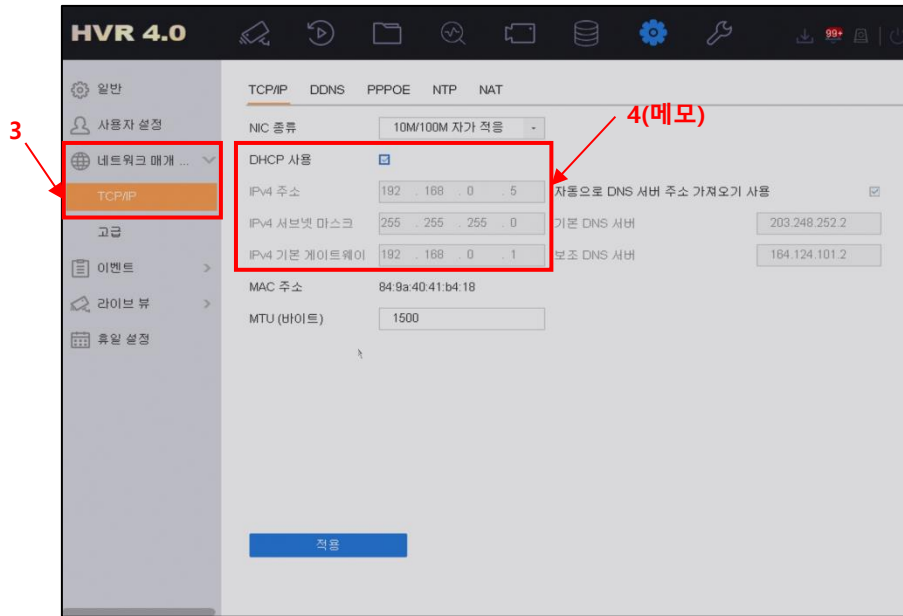 HVR 4.0
99+
일반
사용자 설정
네트워크 매개 ...
TCP/IP
고급
이벤트
라이브 뷰
휴일 설정
3
TCP/IP DDNS PPPOE NTP NAT
4(메모)
NIC 종류 10M/100M 자가 적응
DHCP 사용
IPv4 주소 192 . 168 . 0 . 5 자동으로 DNS 서버 주소 가져오기 사용
IPv4 서브넷 마스크 255 . 255 . 255 . 0 기본 DNS 서버 203.248.252.2
IPv4 기본 게이트웨이 192 . 168 . 0 . 1 보조 DNS 서버 164.124.101.2
MAC 주소 84:9a:40:41:b4:18
MTU (바이트) 1500
적용